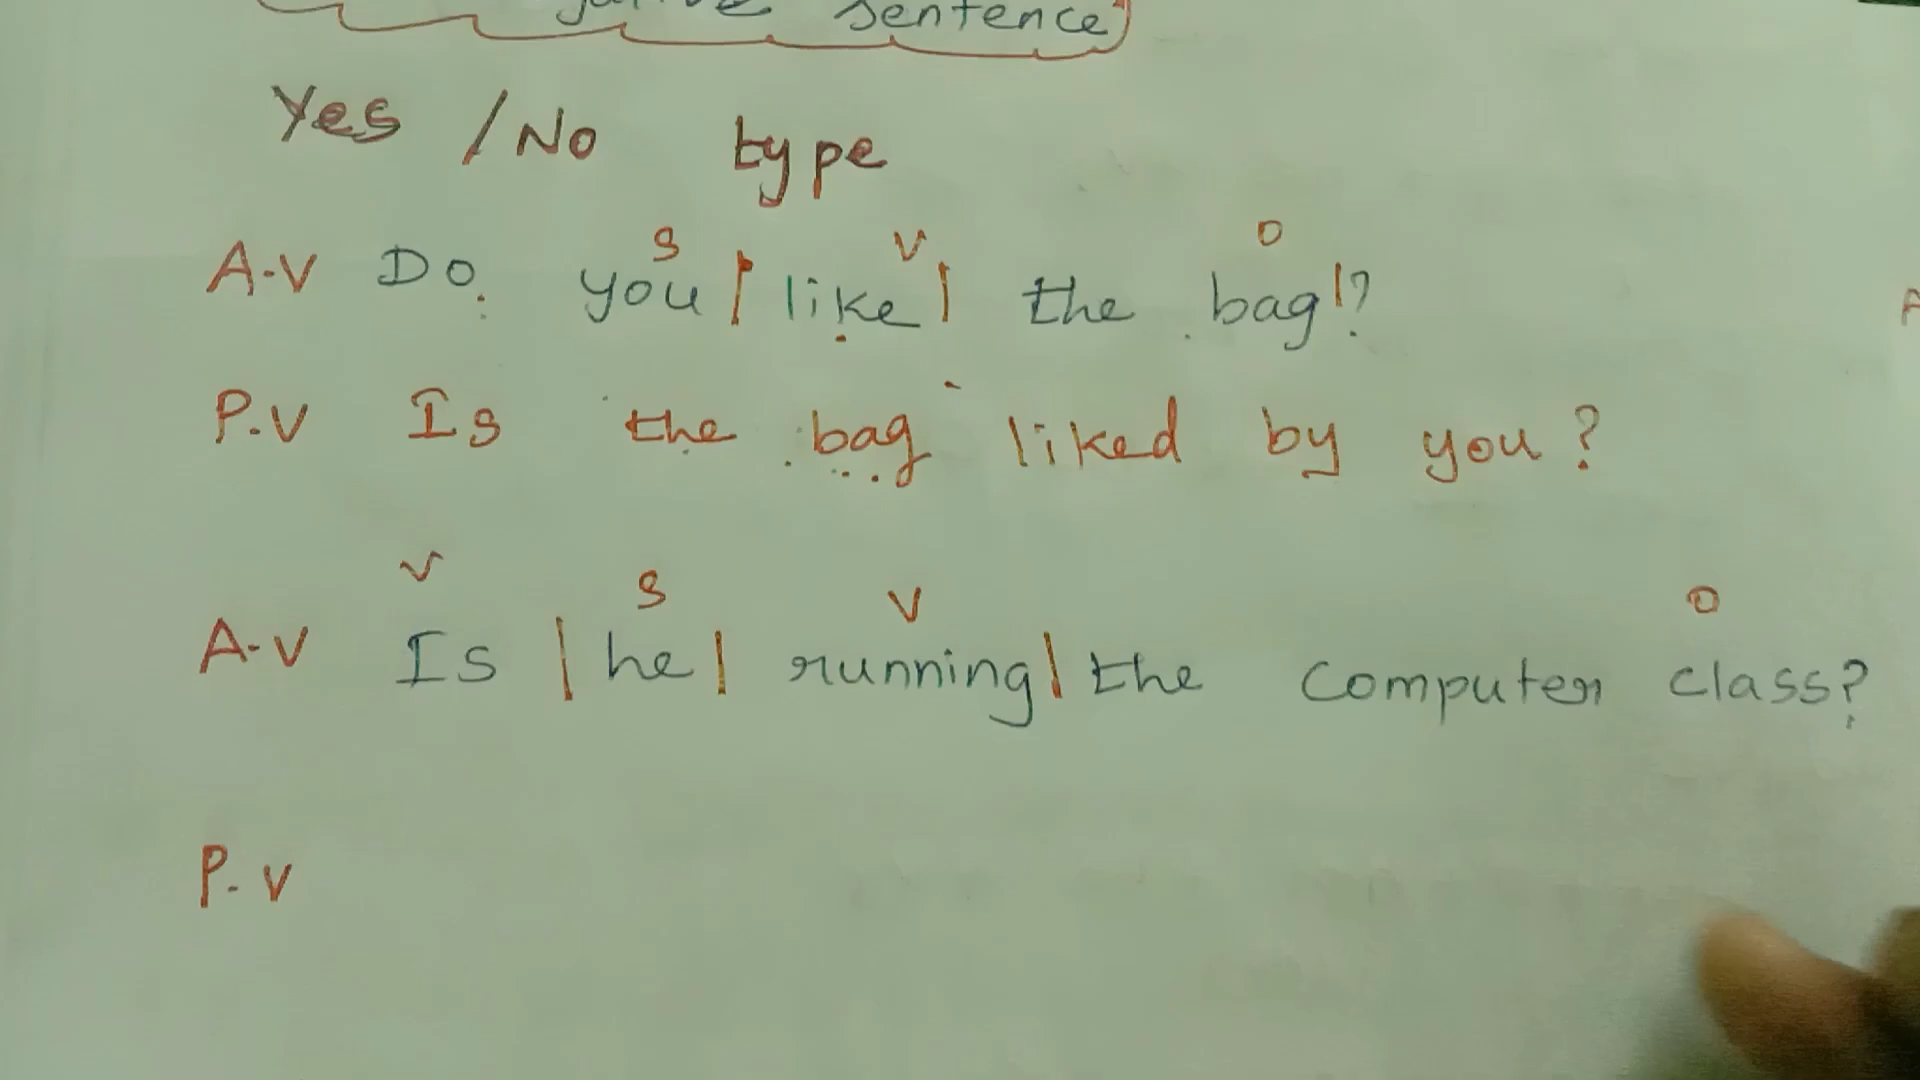 sentence
Yes / No type
S V O
A.V Do you | like | the bag|?
P.V Is the bag liked by you?
V S V O
A-V Is | he | running | the computer class?
P.V